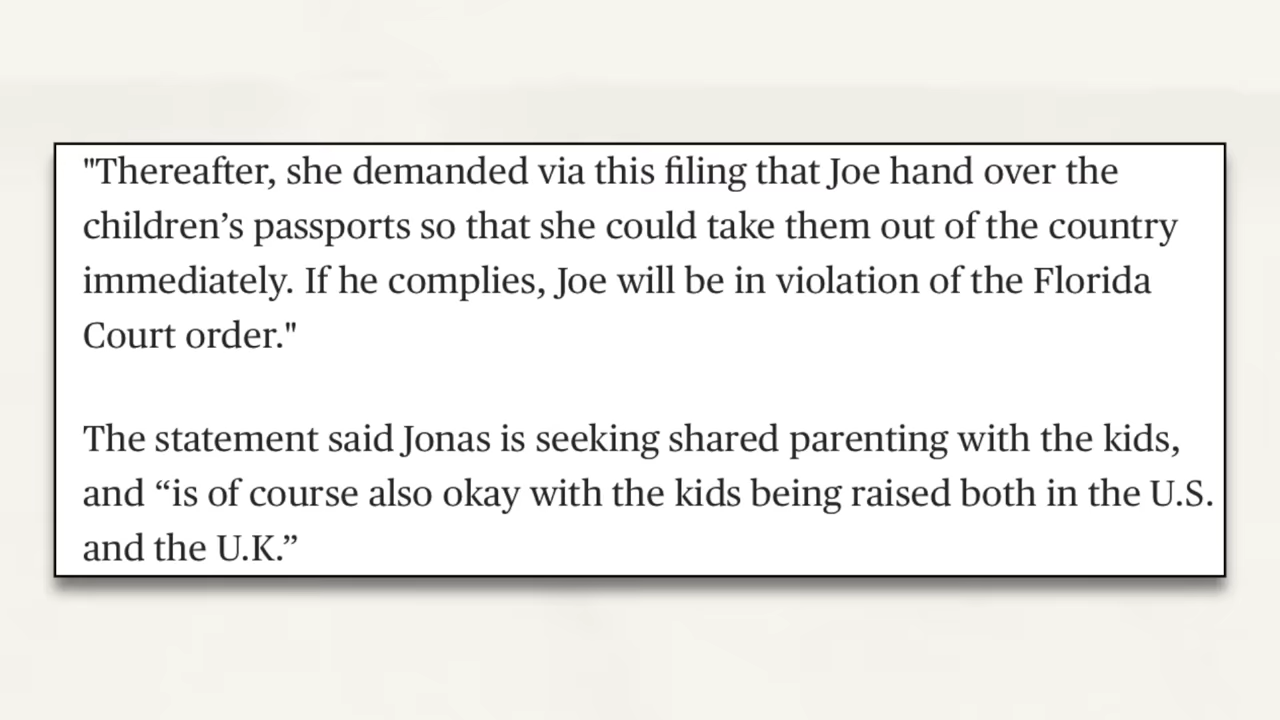 "Thereafter, she demanded via this filing that Joe hand over the
children’s passports so that she could take them out of the country
immediately. If he complies, Joe will be in violation of the Florida
Court order."
The statement said Jonas is seeking shared parenting with the kids,
and “is of course also okay with the kids being raised both in the U.S.
and the U.K.”